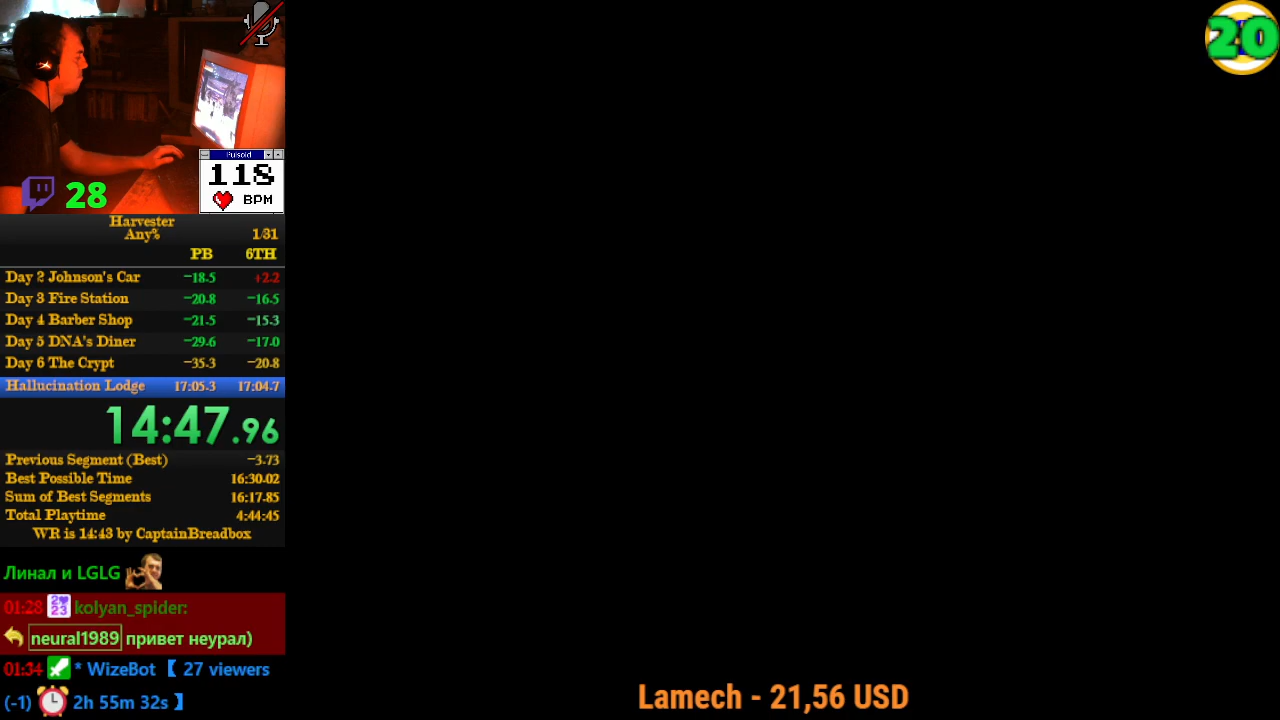 20
Pulsoid
118
BPM
28
Harvester
Any%
1/31
PB 6TH
Day 2 Johnson's Car −18.5 +2.2
Day 3 Fire Station −20.8 −16.5
Day 4 Barber Shop −21.5 −15.3
Day 5 DNA's Diner −29.6 −17.0
Day 6 The Crypt −35.3 −20.8
Hallucination Lodge 17:05.3 17:04.7
14:47.96
Previous Segment (Best) −3.73
Best Possible Time 16:30.02
Sum of Best Segments 16:17.85
Total Playtime 4:44:45
WR is 14:43 by CaptainBreadbox
Линал и LGLG
01:28 2 23 kolyan_spider:
neural1989 привет неурал)
01:34 * WizeBot 【 27 viewers
(-1) 2h 55m 32s 】
Lamech - 21,56 USD